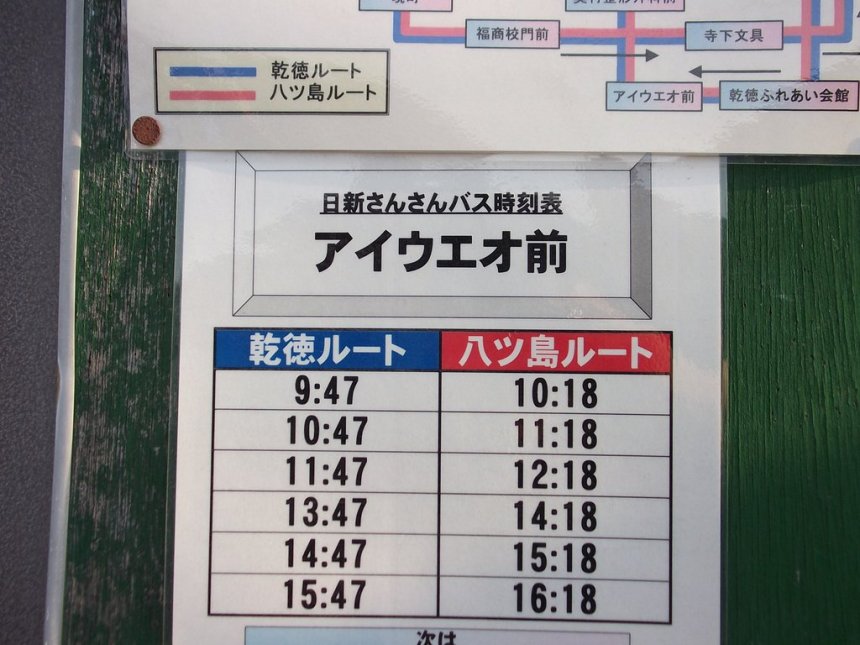 福商校門前
寺下文具
乾徳ルート
八ツ島ルート
アイウエオ前
乾徳ふれあい会館
日新さんさんバス時刻表
アイウエオ前
乾徳ルート 八ツ島ルート
9:47 10:18
10:47 11:18
11:47 12:18
13:47 14:18
14:47 15:18
15:47 16:18
次は